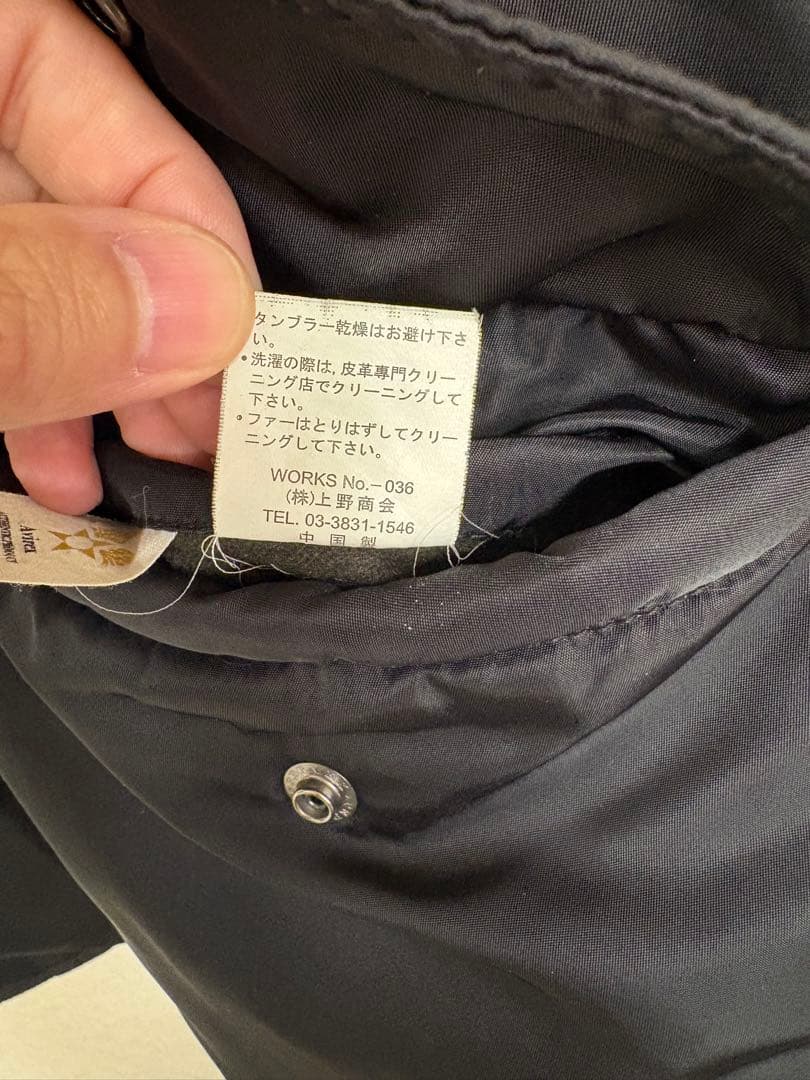 タンブラー乾燥はお避け下さ
い。
•洗濯の際は,皮革專門クリー
ニング店でクリーニングして
下さい。
•ファーはとりはずしてクリー
ニングして下さい。
WORKS No.-036
(株)上野商会
TEL. 03-3831-1546
中国製
Avirex